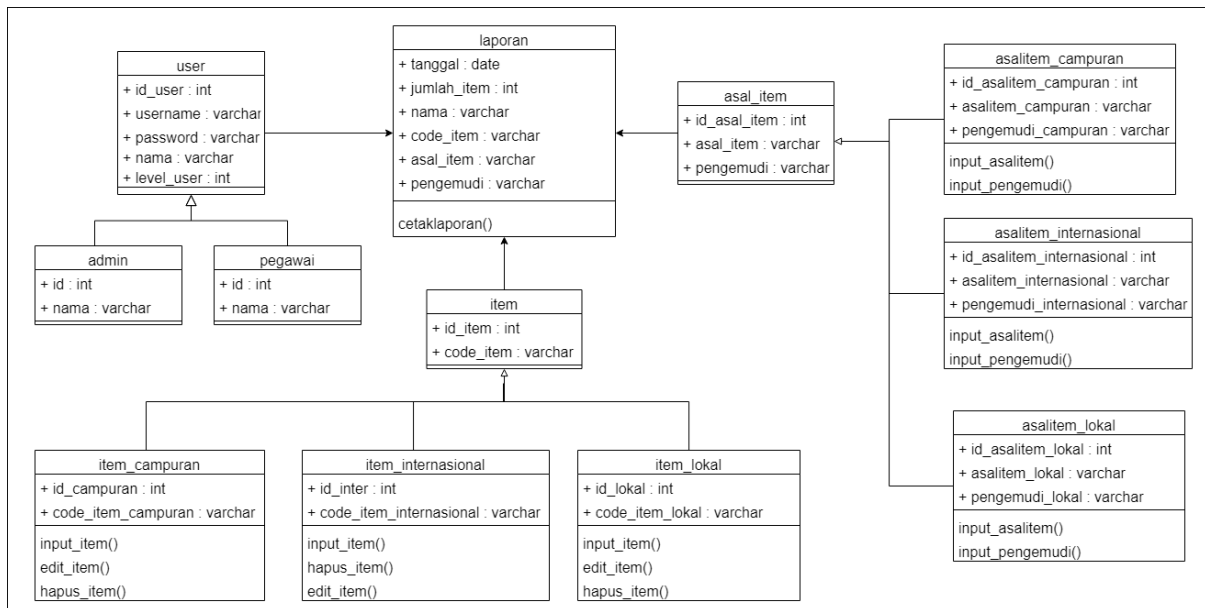 user
+ id_user : int
+ username : varchar
+ password : varchar
+ nama : varchar
+ level_user : int
admin
+ id : int
+ nama : varchar
pegawai
+ id : int
+ nama : varchar
laporan
+ tanggal : date
+ jumlah_item : int
+ nama : varchar
+ code_item : varchar
+ asal_item : varchar
+ pengemudi : varchar
cetaklaporan()
asal_item
+ id_asal_item : int
+ asal_item : varchar
+ pengemudi : varchar
asalitem_campuran
+ id_asalitem_campuran : int
+ asalitem_campuran : varchar
+ pengemudi_campuran : varchar
input_asalitem()
input_pengemudi()
asalitem_internasional
+ id_asalitem_internasional : int
+ asalitem_internasional : varchar
+ pengemudi_internasional : varchar
input_asalitem()
input_pengemudi()
asalitem_lokal
+ id_asalitem_lokal : int
+ asalitem_lokal : varchar
+ pengemudi_lokal : varchar
input_asalitem()
input_pengemudi()
item
+ id_item : int
+ code_item : varchar
item_campuran
+ id_campuran : int
+ code_item_campuran : varchar
input_item()
edit_item()
hapus_item()
item_internasional
+ id_inter : int
+ code_item_internasional : varchar
input_item()
hapus_item()
edit_item()
item_lokal
+ id_lokal : int
+ code_item_lokal : varchar
input_item()
edit_item()
hapus_item()